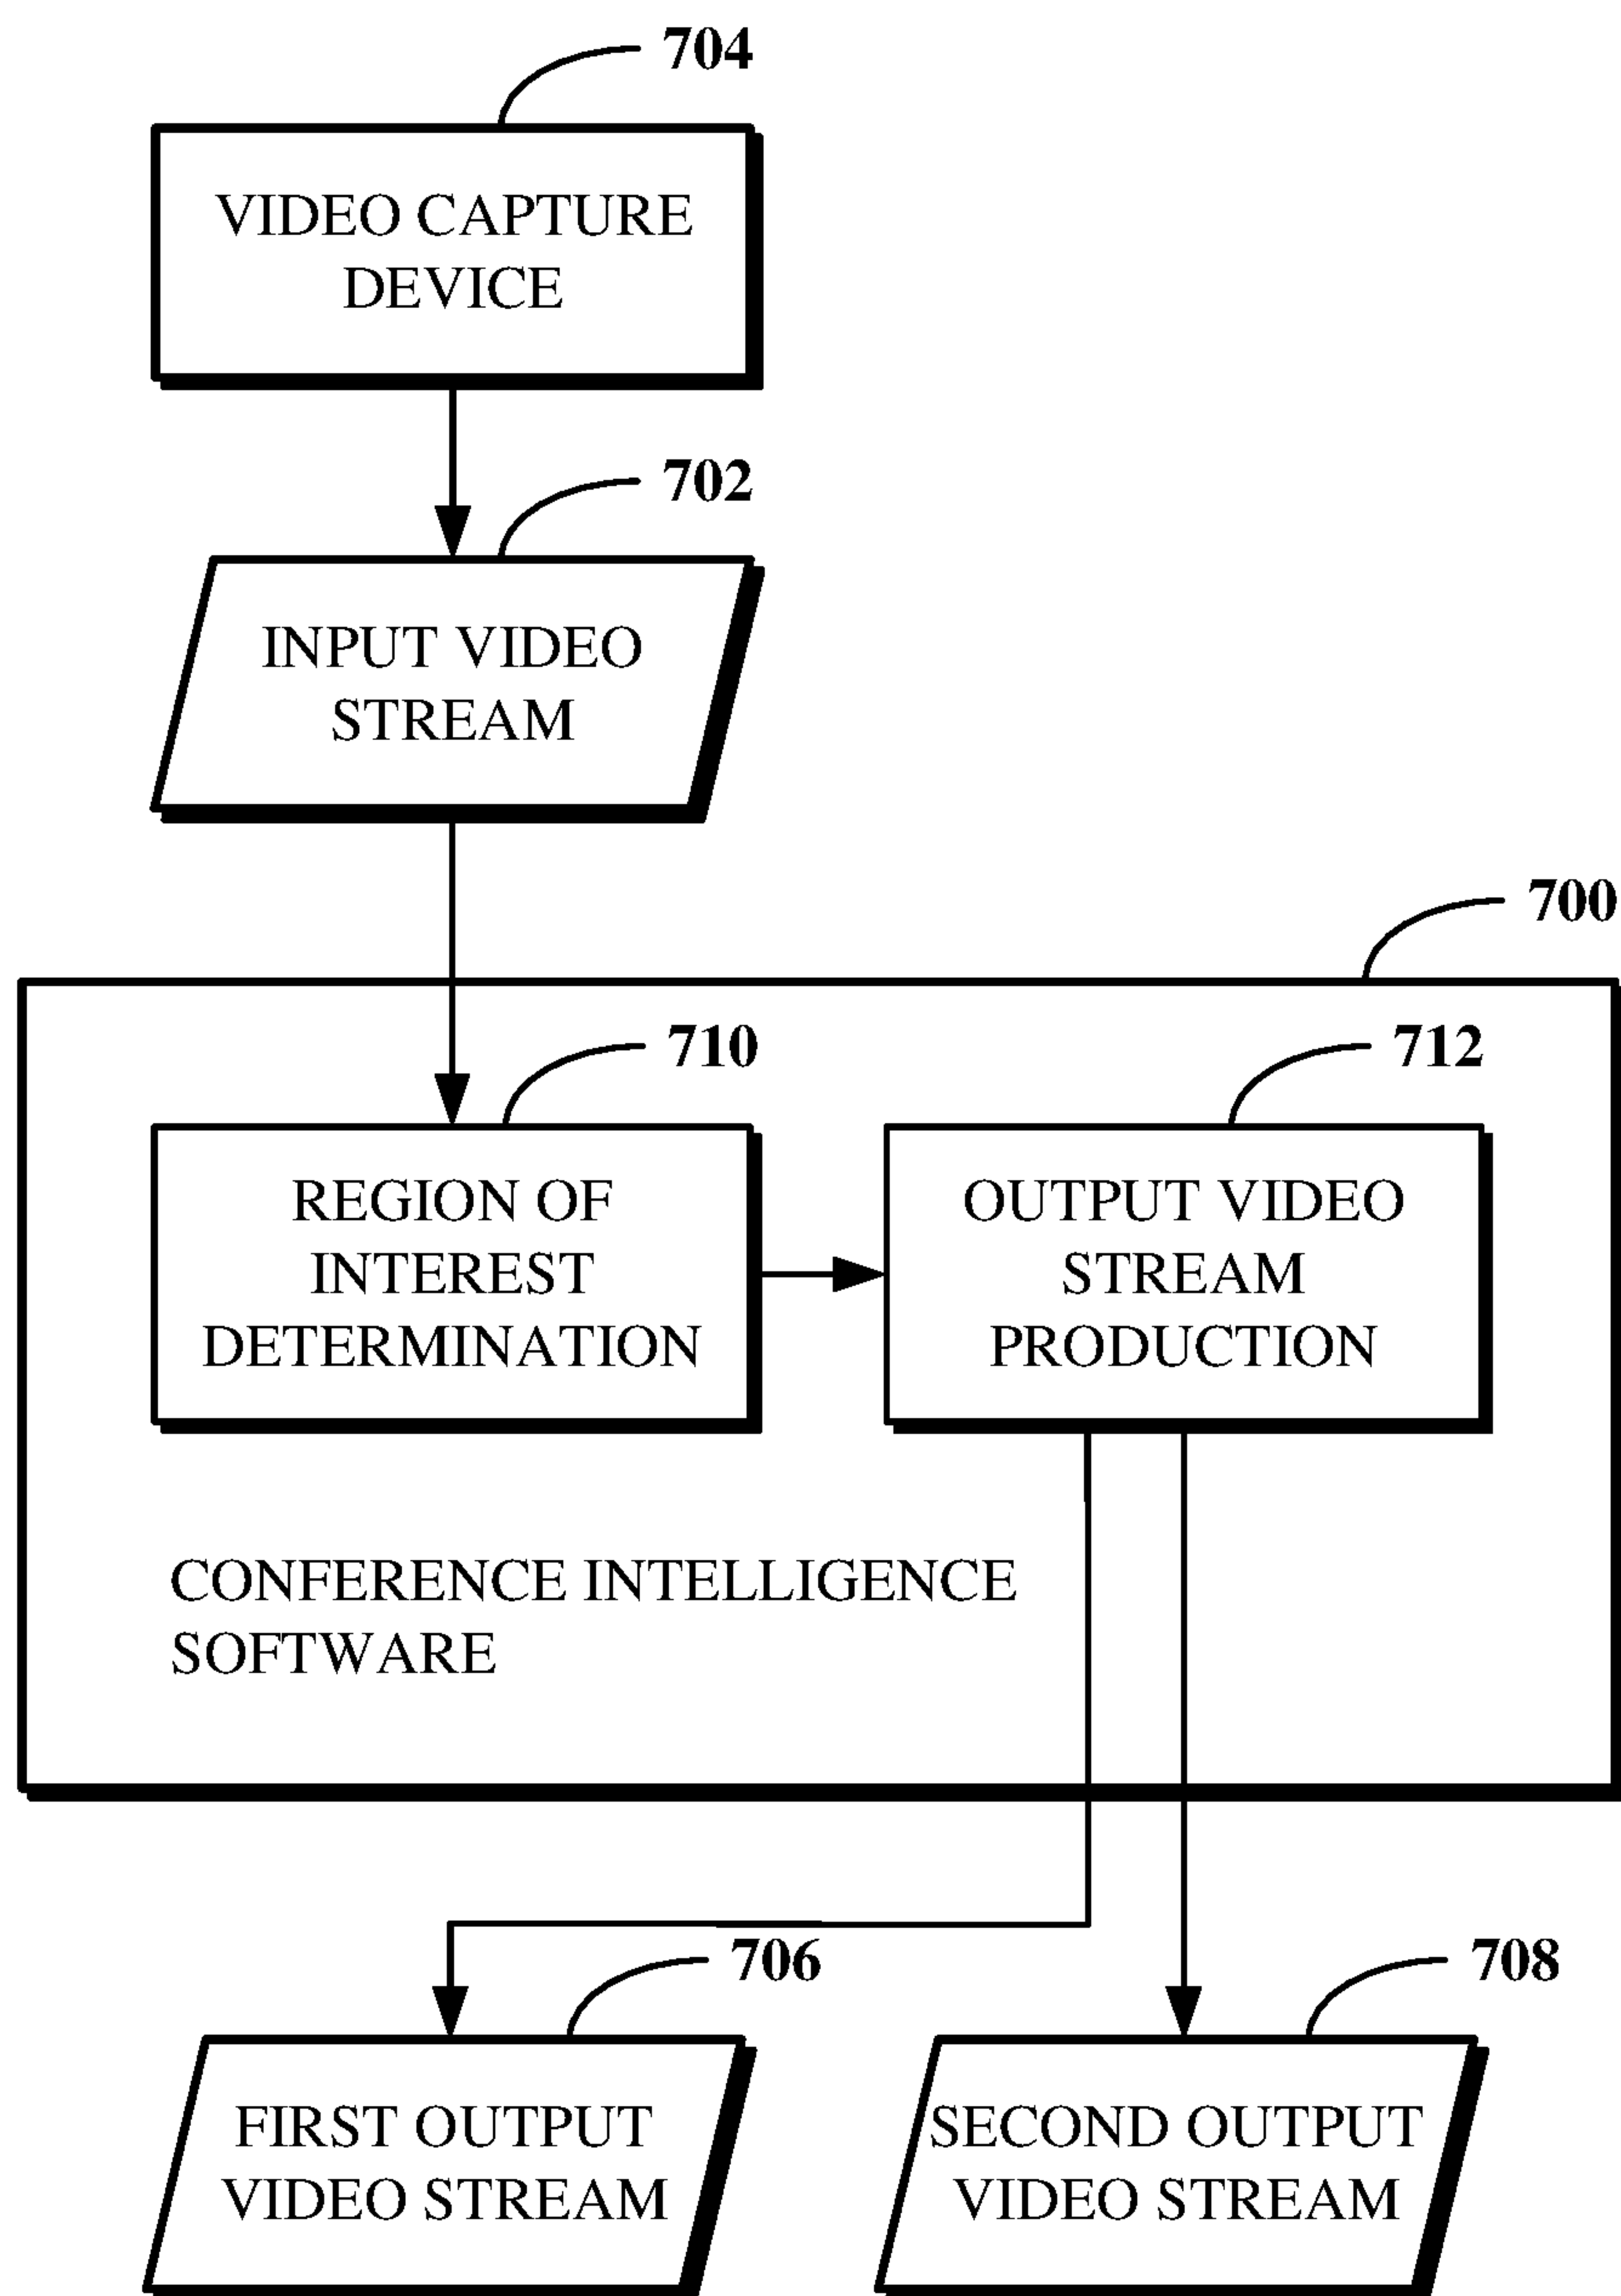 704
VIDEO CAPTURE
DEVICE
702
INPUT VIDEO
STREAM
700
710
REGION OF
INTEREST
DETERMINATION
712
OUTPUT VIDEO
STREAM
PRODUCTION
CONFERENCE INTELLIGENCE
SOFTWARE
706
FIRST OUTPUT
VIDEO STREAM
708
SECOND OUTPUT
VIDEO STREAM